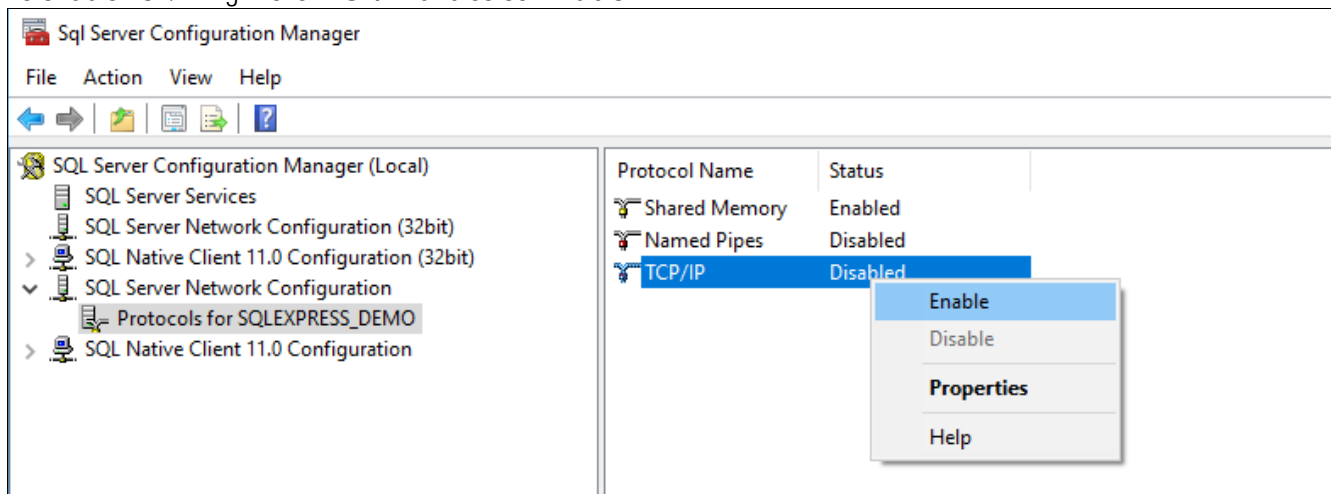 Sql Server Configuration Manager
File Action View Help
SQL Server Configuration Manager (Local)
SQL Server Services
SQL Server Network Configuration (32bit)
SQL Native Client 11.0 Configuration (32bit)
SQL Server Network Configuration
Protocols for SQLEXPRESS_DEMO
SQL Native Client 11.0 Configuration
Protocol Name Status
Shared Memory Enabled
Named Pipes Disabled
TCP/IP Disabled
Enable
Disable
Properties
Help